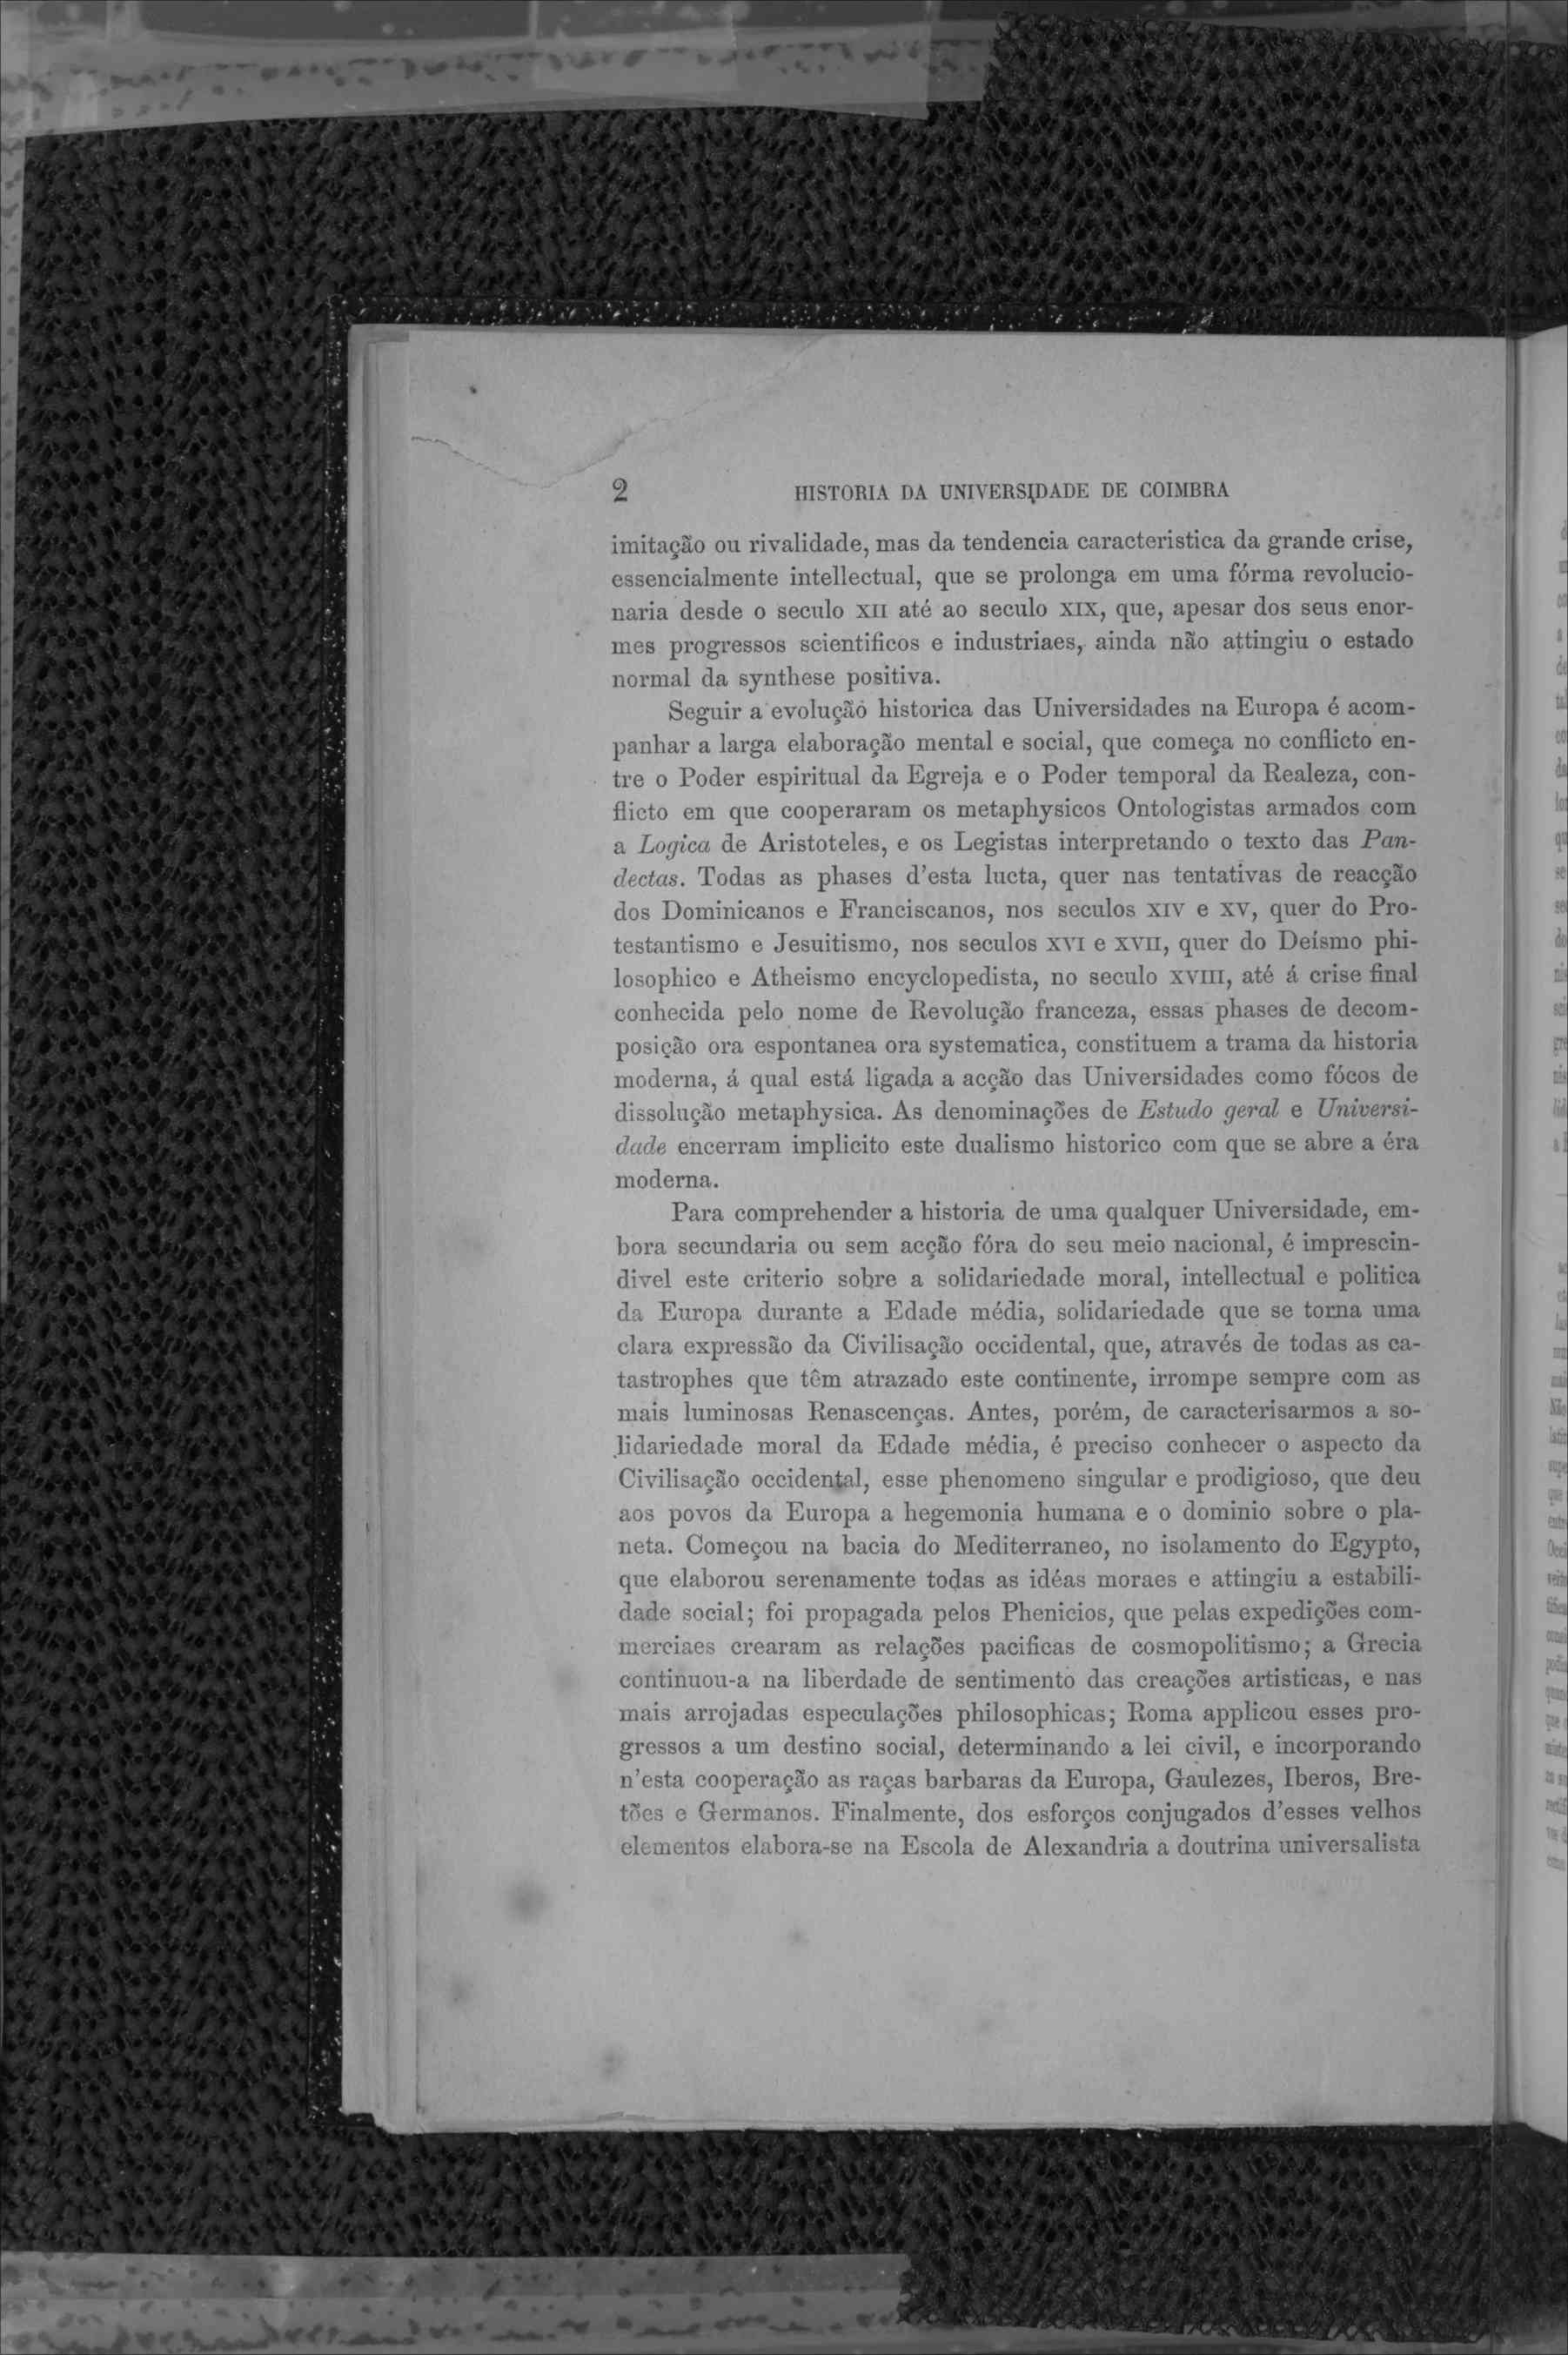 2 HISTORIA DA UNIVERSIDADE DE COIMBRA
imitação ou rivalidade, mas da tendencia caracteristica da grande crise,
essencialmente intellectual, que se prolonga em uma fórma revolucio-
naria desde o seculo XII até ao seculo XIX, que, apesar dos seus enor-
mes progressos scientificos e industriaes, ainda não attingiu o estado
normal da synthese positiva.
Seguir a evolução historica das Universidades na Europa é acom-
panhar a larga elaboração mental e social, que começa no conflicto en-
tre o Poder espiritual da Egreja e o Poder temporal da Realeza, con-
flicto em que cooperaram os metaphysicos Ontologistas armados com
a Logica de Aristoteles, e os Legistas interpretando o texto das Pan-
dectas. Todas as phases d'esta lucta, quer nas tentativas de reacção
dos Dominicanos e Franciscanos, nos seculos XIV e XV, quer do Pro-
testantismo e Jesuitismo, nos seculos XVI e XVII, quer do Deísmo phi-
losophico e Atheismo encyclopedista, no seculo XVIII, até á crise final
conhecida pelo nome de Revolução franceza, essas phases de decom-
posição ora espontanea ora systematica, constituem a trama da historia
moderna, á qual está ligada a acção das Universidades como fócos de
dissolução metaphysica. As denominações de Estudo geral e Universi-
dade encerram implicito este dualismo historico com que se abre a éra
moderna.
Para comprehender a historia de uma qualquer Universidade, em-
bora secundaria ou sem acção fóra do seu meio nacional, é imprescin-
divel este criterio sobre a solidariedade moral, intellectual e politica
da Europa durante a Edade média, solidariedade que se torna uma
clara expressão da Civilisação occidental, que, através de todas as ca-
tastrophes que têm atrazado este continente, irrompe sempre com as
mais luminosas Renascenças. Antes, porém, de caracterisarmos a so-
lidariedade moral da Edade média, é preciso conhecer o aspecto da
Civilisação occidental, esse phenomeno singular e prodigioso, que deu
aos povos da Europa a hegemonia humana e o dominio sobre o pla-
neta. Começou na bacia do Mediterraneo, no isolamento do Egypto,
que elaborou serenamente todas as idéas moraes e attingiu a estabili-
dade social; foi propagada pelos Phenicios, que pelas expedições com-
merciaes crearam as relações pacificas de cosmopolitismo; a Grecia
continuou-a na liberdade de sentimento das creações artisticas, e nas
mais arrojadas especulações philosophicas; Roma applicou esses pro-
gressos a um destino social, determinando a lei civil, e incorporando
n'esta cooperação as raças barbaras da Europa, Gaulezes, Iberos, Bre-
tões e Germanos. Finalmente, dos esforços conjugados d'esses velhos
elementos elabora-se na Escola de Alexandria a doutrina universalista